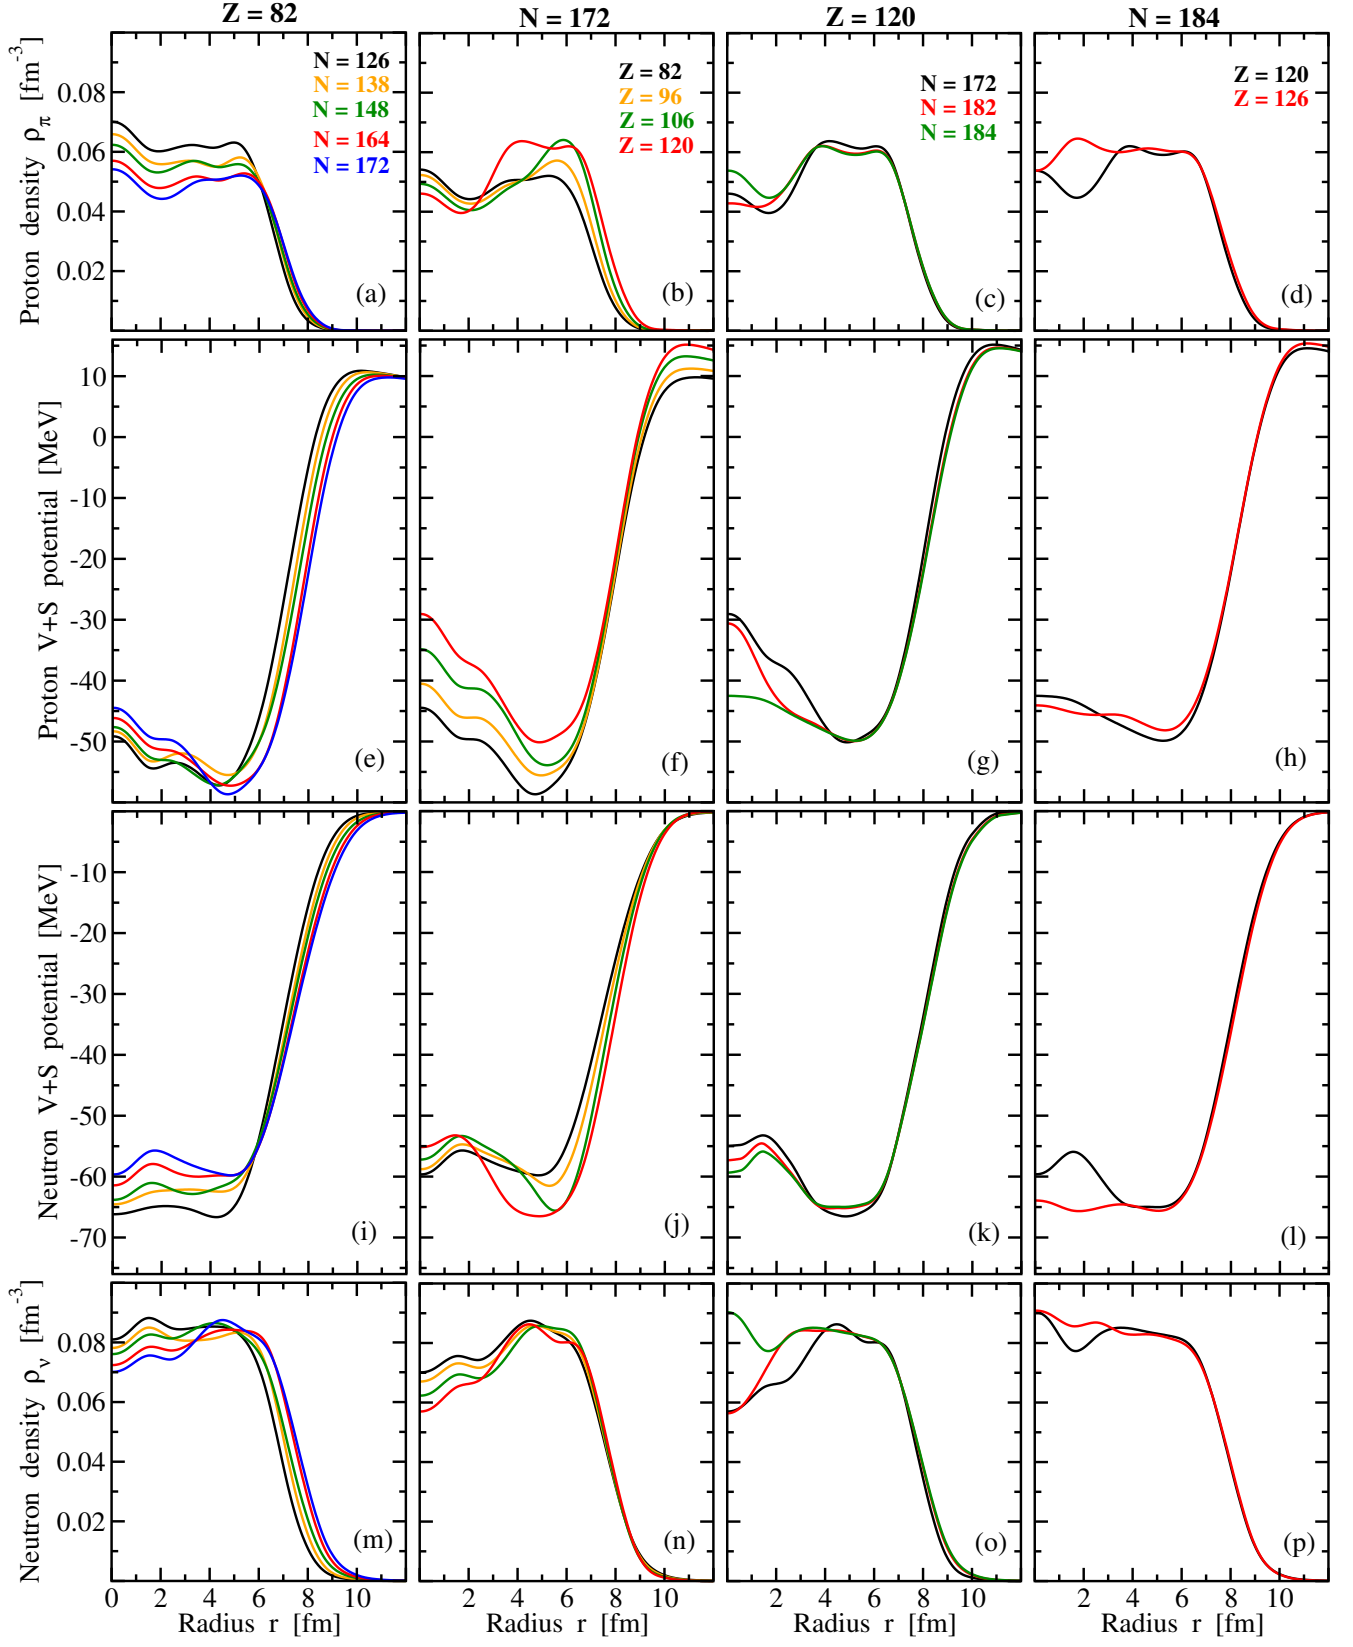 Z = 82
N = 172
Z = 120
N = 184
Proton density ρπ [fm-3]
0.08
0.06
0.04
0.02
N = 126
N = 138
N = 148
N = 164
N = 172
(a)
Z = 82
Z = 96
Z = 106
Z = 120
(b)
N = 172
N = 182
N = 184
(c)
Z = 120
Z = 126
(d)
Proton V+S potential [MeV]
10
0
-10
-20
-30
-40
-50
(e)
(f)
(g)
(h)
Neutron V+S potential [MeV]
-10
-20
-30
-40
-50
-60
-70
(i)
(j)
(k)
(l)
Neutron density ρν [fm-3]
0.08
0.06
0.04
0.02
(m)
(n)
(o)
(p)
0 2 4 6 8 10
2 4 6 8 10
2 4 6 8 10
2 4 6 8 10
Radius r [fm]
Radius r [fm]
Radius r [fm]
Radius r [fm]